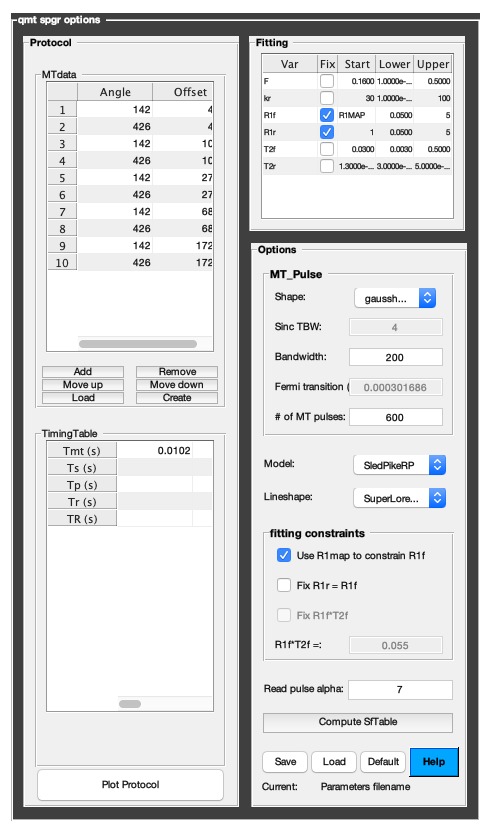 qmt spgr options
Protocol
MTdata
Angle Offset
1 142 4
2 426 4
3 142 10
4 426 10
5 142 27
6 426 27
7 142 68
8 426 68
9 142 172
10 426 172
Add Remove
Move up Move down
Load Create
TimingTable
Tmt (s) 0.0102
Ts (s)
Tp (s)
Tr (s)
TR (s)
Plot Protocol
Fitting
Var Fix Start Lower Upper
F 0.1600 1.0000e-... 0.5000
kr 30 1.0000e-... 100
R1f R1MAP 0.0500 5
R1r 1 0.0500 5
T2f 0.0300 0.0030 0.5000
T2r 1.3000e-... 3.0000e-... 5.0000e-...
Options
MT_Pulse
Shape: gaussh...
Sinc TBW: 4
Bandwidth: 200
Fermi transition ( 0.000301686
# of MT pulses: 600
Model: SledPikeRP
Lineshape: SuperLore...
fitting constraints
Use R1map to constrain R1f
Fix R1r = R1f
Fix R1f*T2f
R1f*T2f =: 0.055
Read pulse alpha: 7
Compute SfTable
Save Load Default Help
Current: Parameters filename